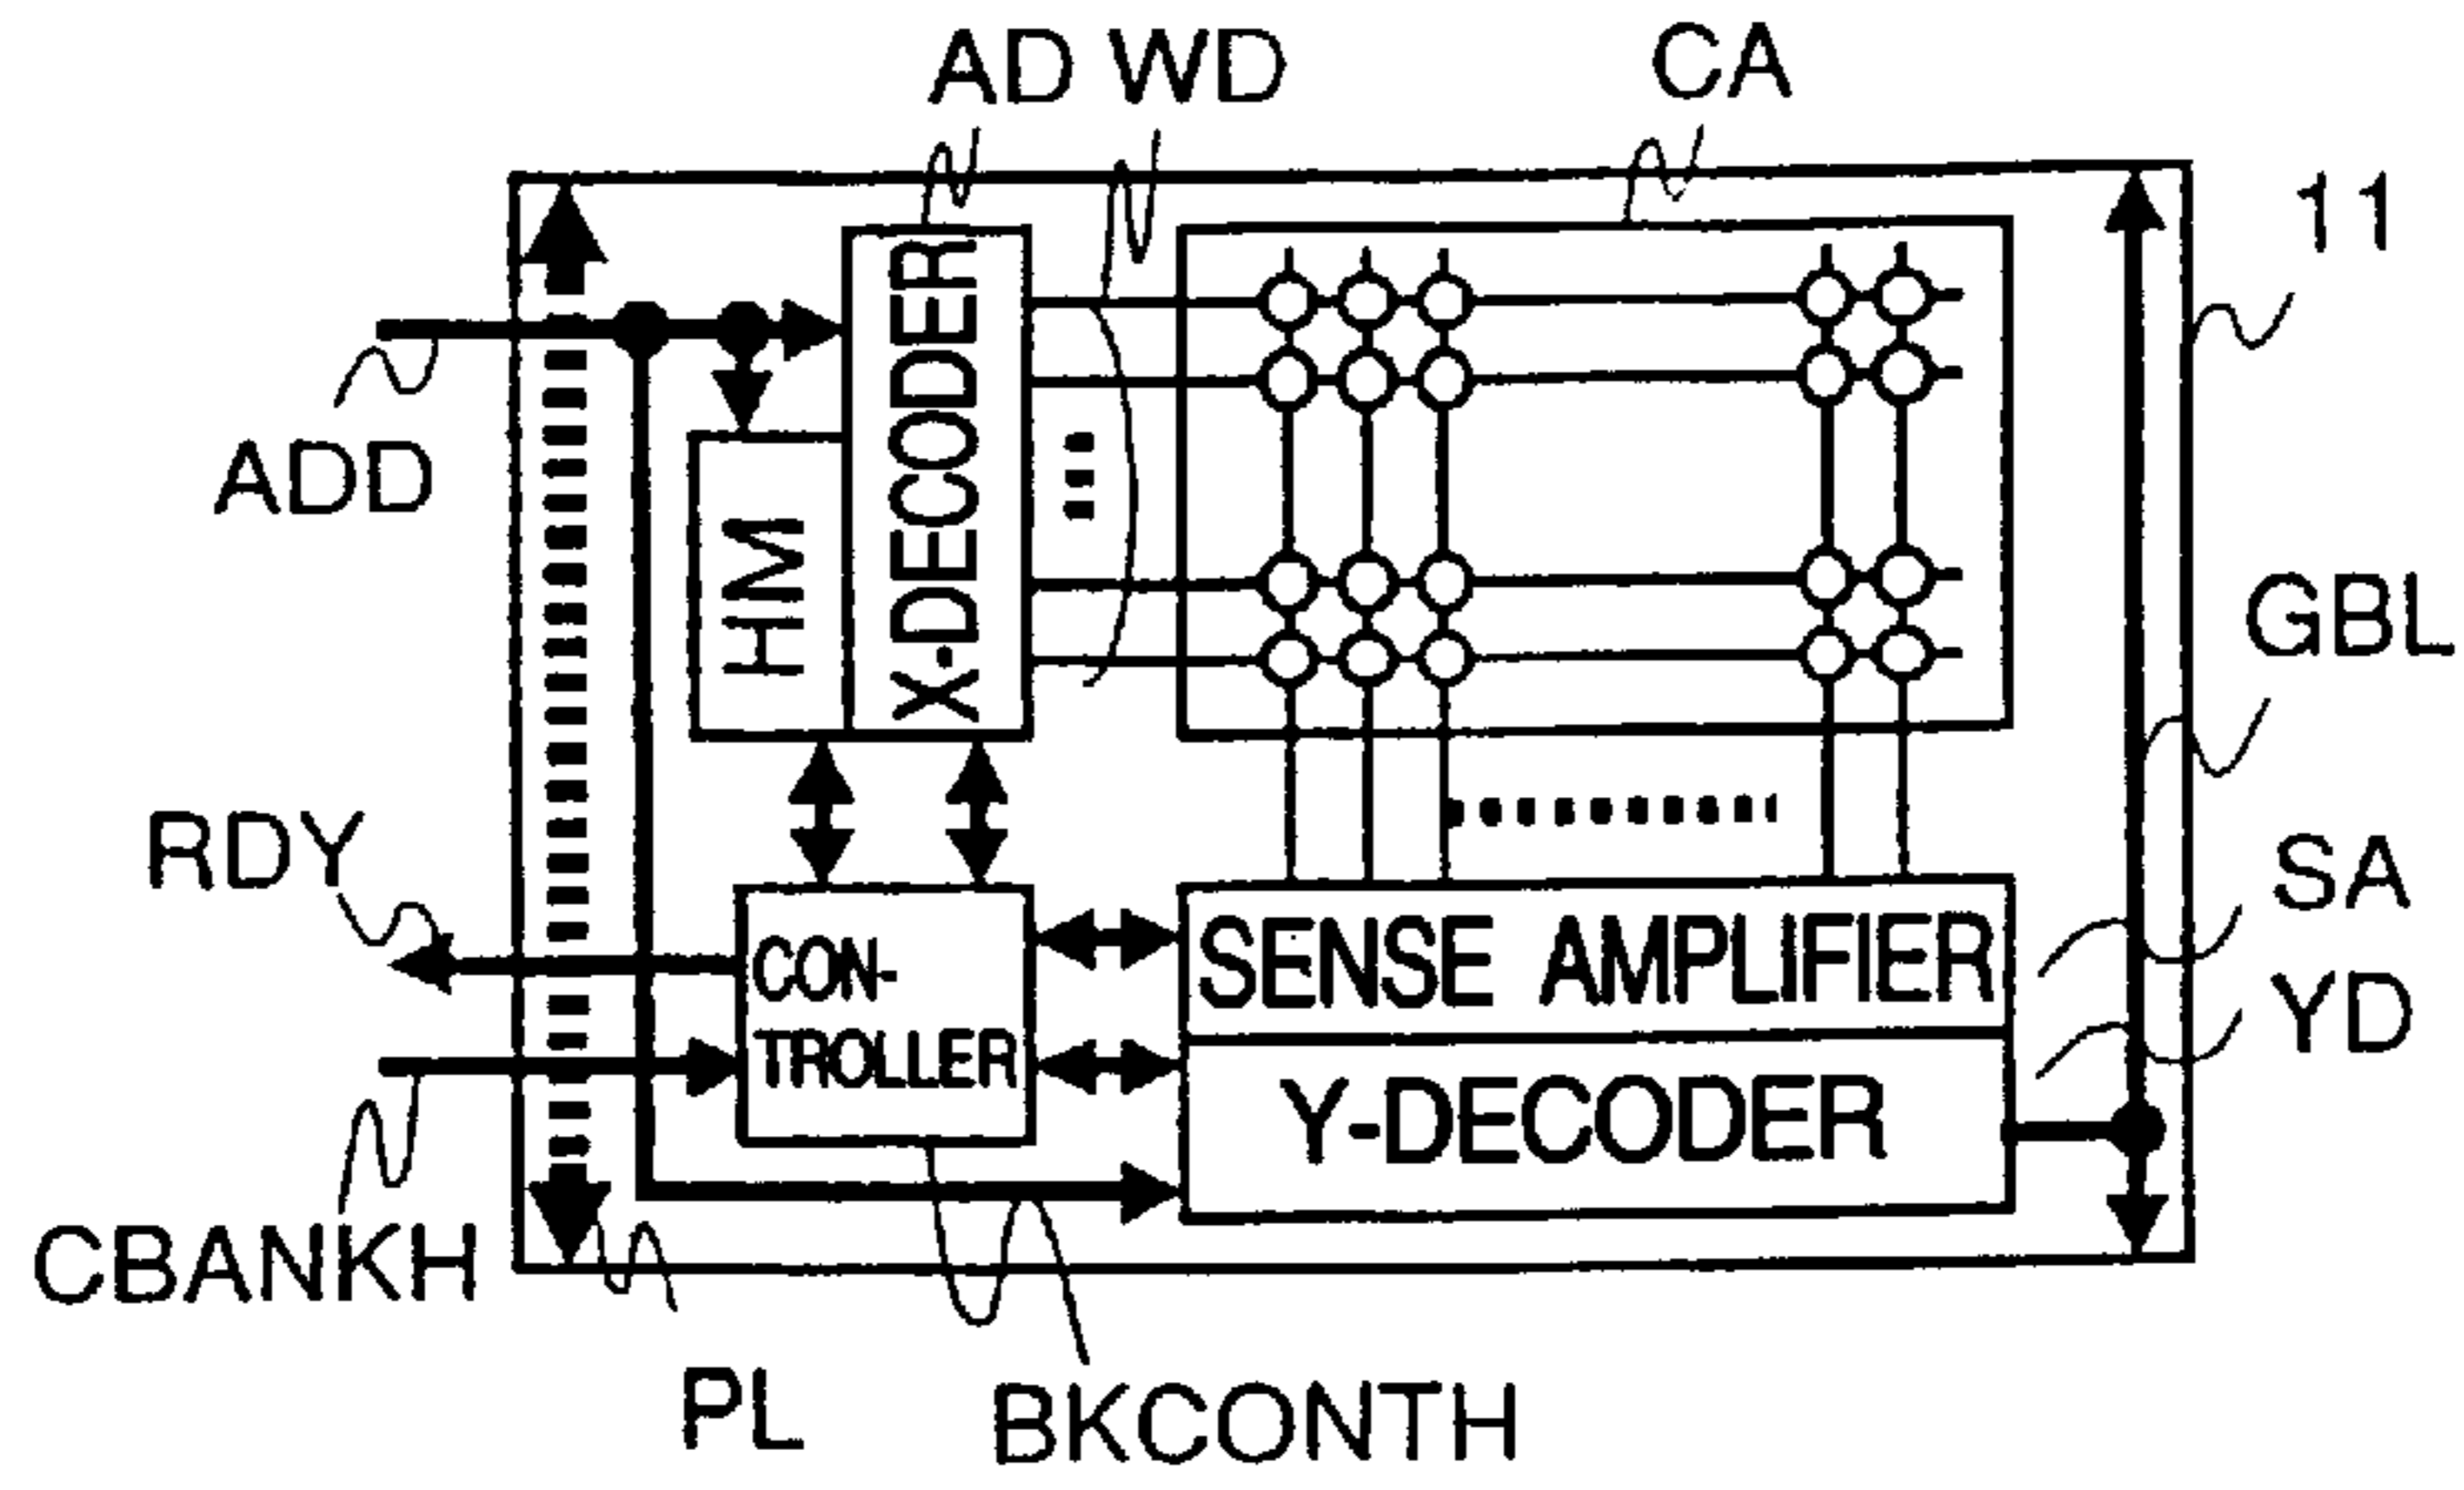 AD WD CA
11
ADD
X·DECODER
HM
GBL
RDY
SA
CON-
TROLLER
SENSE AMPLIFIER
YD
Y-DECODER
CBANKH
PL
BKCONTH